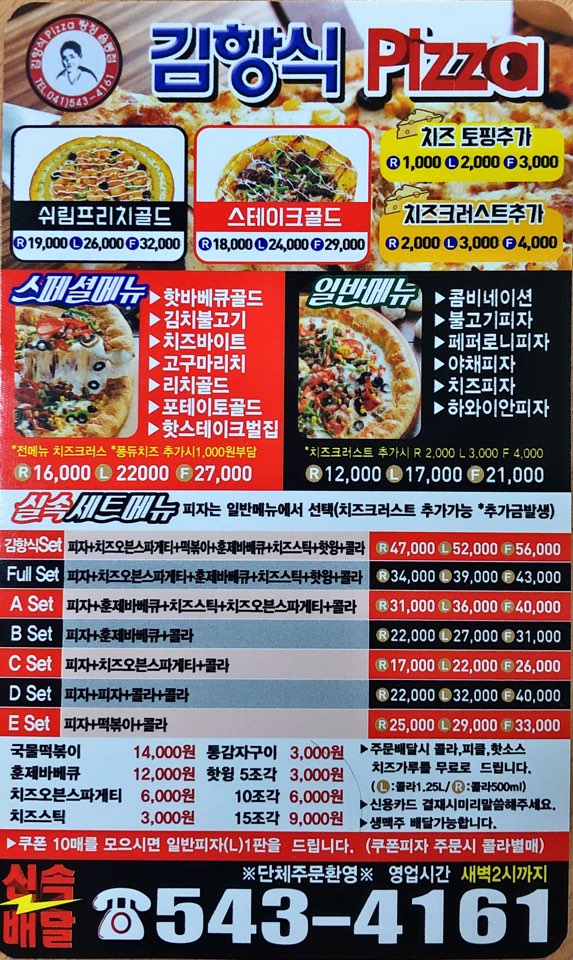 김항식 Pizza 탕정 음봉점
TEL.041)543-4161
김항식 Pizza
쉬림프리치골드
R 19,000 L 26,000 F 32,000
스테이크골드
R 18,000 L 24,000 F 29,000
치즈 토핑추가
R 1,000 L 2,000 F 3,000
치즈크러스트추가
R 2,000 L 3,000 F 4,000
스페셜메뉴
▶핫바베큐골드
▶김치불고기
▶치즈바이트
▶고구마리치
▶리치골드
▶포테이토골드
▶핫스테이크벌집
*전메뉴 치즈크러스 *퐁듀치즈 추가시1,000원부담
R 16,000 L 22000 F 27,000
일반메뉴
▶콤비네이션
▶불고기피자
▶페퍼로니피자
▶야채피자
▶치즈피자
▶하와이안피자
*치즈크러스트 추가시 R 2,000 L 3,000 F 4,000
R 12,000 L 17,000 F 21,000
실속세트메뉴 피자는 일반메뉴에서 선택(치즈크러스트 추가가능 *추가금발생)
김항식Set 피자+치즈오븐스파게티+떡볶이+훈제바베큐+치즈스틱+핫윙+콜라 R 47,000 L 52,000 F 56,000
Full Set 피자+치즈오븐스파게티+훈제바베큐+치즈스틱+핫윙+콜라 R 34,000 L 39,000 F 43,000
A Set 피자+훈제바베큐+치즈스틱+치즈오븐스파게티+콜라 R 31,000 L 36,000 F 40,000
B Set 피자+훈제바베큐+콜라 R 22,000 L 27,000 F 31,000
C Set 피자+치즈오븐스파게티+콜라 R 17,000 L 22,000 F 26,000
D Set 피자+피자+콜라+콜라 R 22,000 L 32,000 F 40,000
E Set 피자+떡볶이+콜라 R 25,000 L 29,000 F 33,000
국물떡볶이 14,000원
훈제바베큐 12,000원
치즈오븐스파게티 6,000원
치즈스틱 3,000원
통감자구이 3,000원
핫윙 5조각 3,000원
10조각 6,000원
15조각 9,000원
▶주문배달시 콜라,피클,핫소스
치즈가루를 무료로 드립니다.
(L:콜라1.25L/R:콜라500ml)
▶신용카드 결제시미리말씀해주세요.
▶생맥주 배달가능합니다.
▶쿠폰 10매를 모으시면 일반피자(L)1판을 드립니다. (쿠폰피자 주문시 콜라별매)
신속
배달
※단체주문환영※ 영업시간 새벽2시까지
☎543-4161